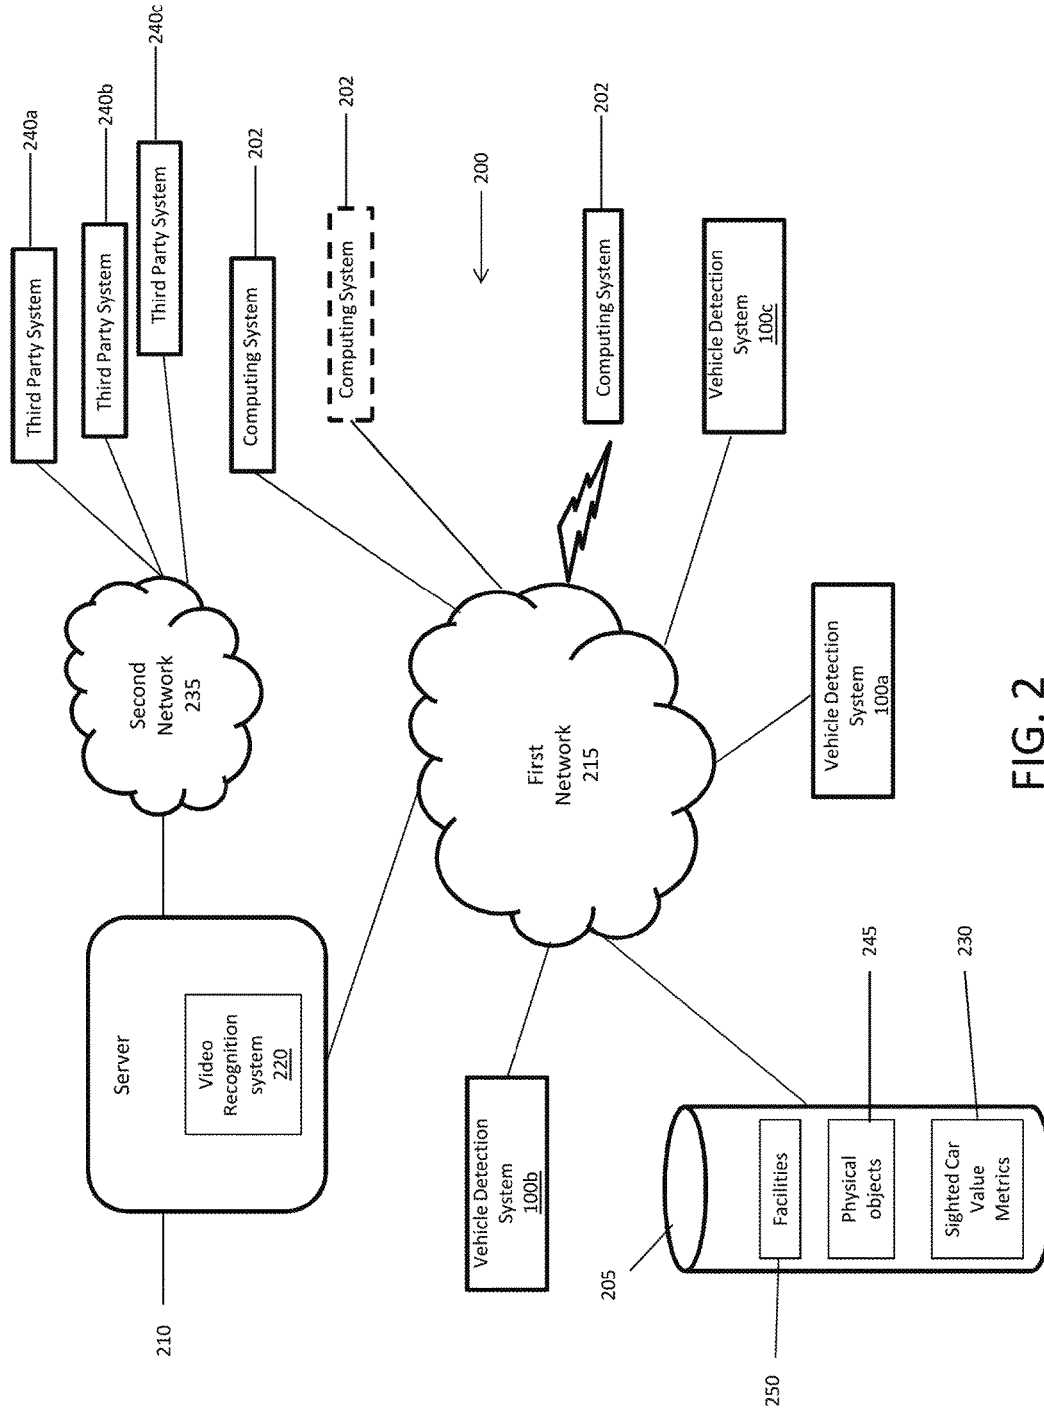 210
Server
Video
Recognition
system
220
Second
Network
235
Third Party System
240a
Third Party System
240b
Third Party System
240c
Computing System
202
Computing System
202
200
Computing System
202
First
Network
215
Vehicle Detection
System
100b
Vehicle Detection
System
100c
Vehicle Detection
System
100a
205
250
Facilities
Physical
objects
245
Sighted Car
Value
Metrics
230
FIG. 2